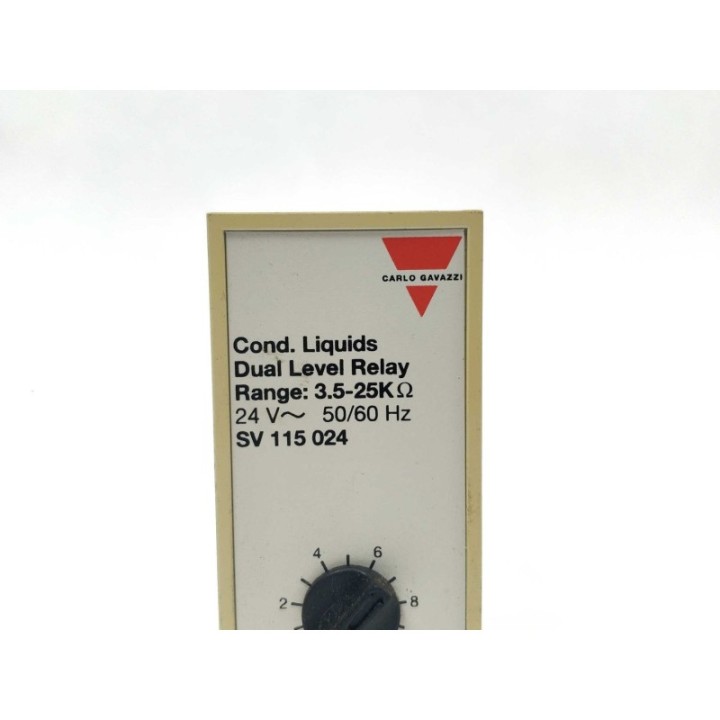 CARLO GAVAZZI
Cond. Liquids
Dual Level Relay
Range: 3.5-25KΩ
24 V~ 50/60 Hz
SV 115 024
4 6
2 8